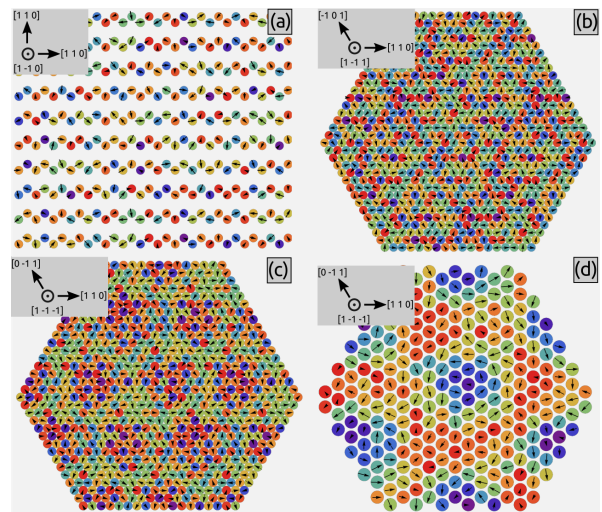 [1 1 0]
(a)
[1 1 0]
[1 -1 0]
[-1 0 1]
(b)
[1 1 0]
[1 -1 1]
[0 -1 1]
(c)
[1 1 0]
[1 -1 -1]
[0 -1 1]
(d)
[1 1 0]
[1 -1 -1]